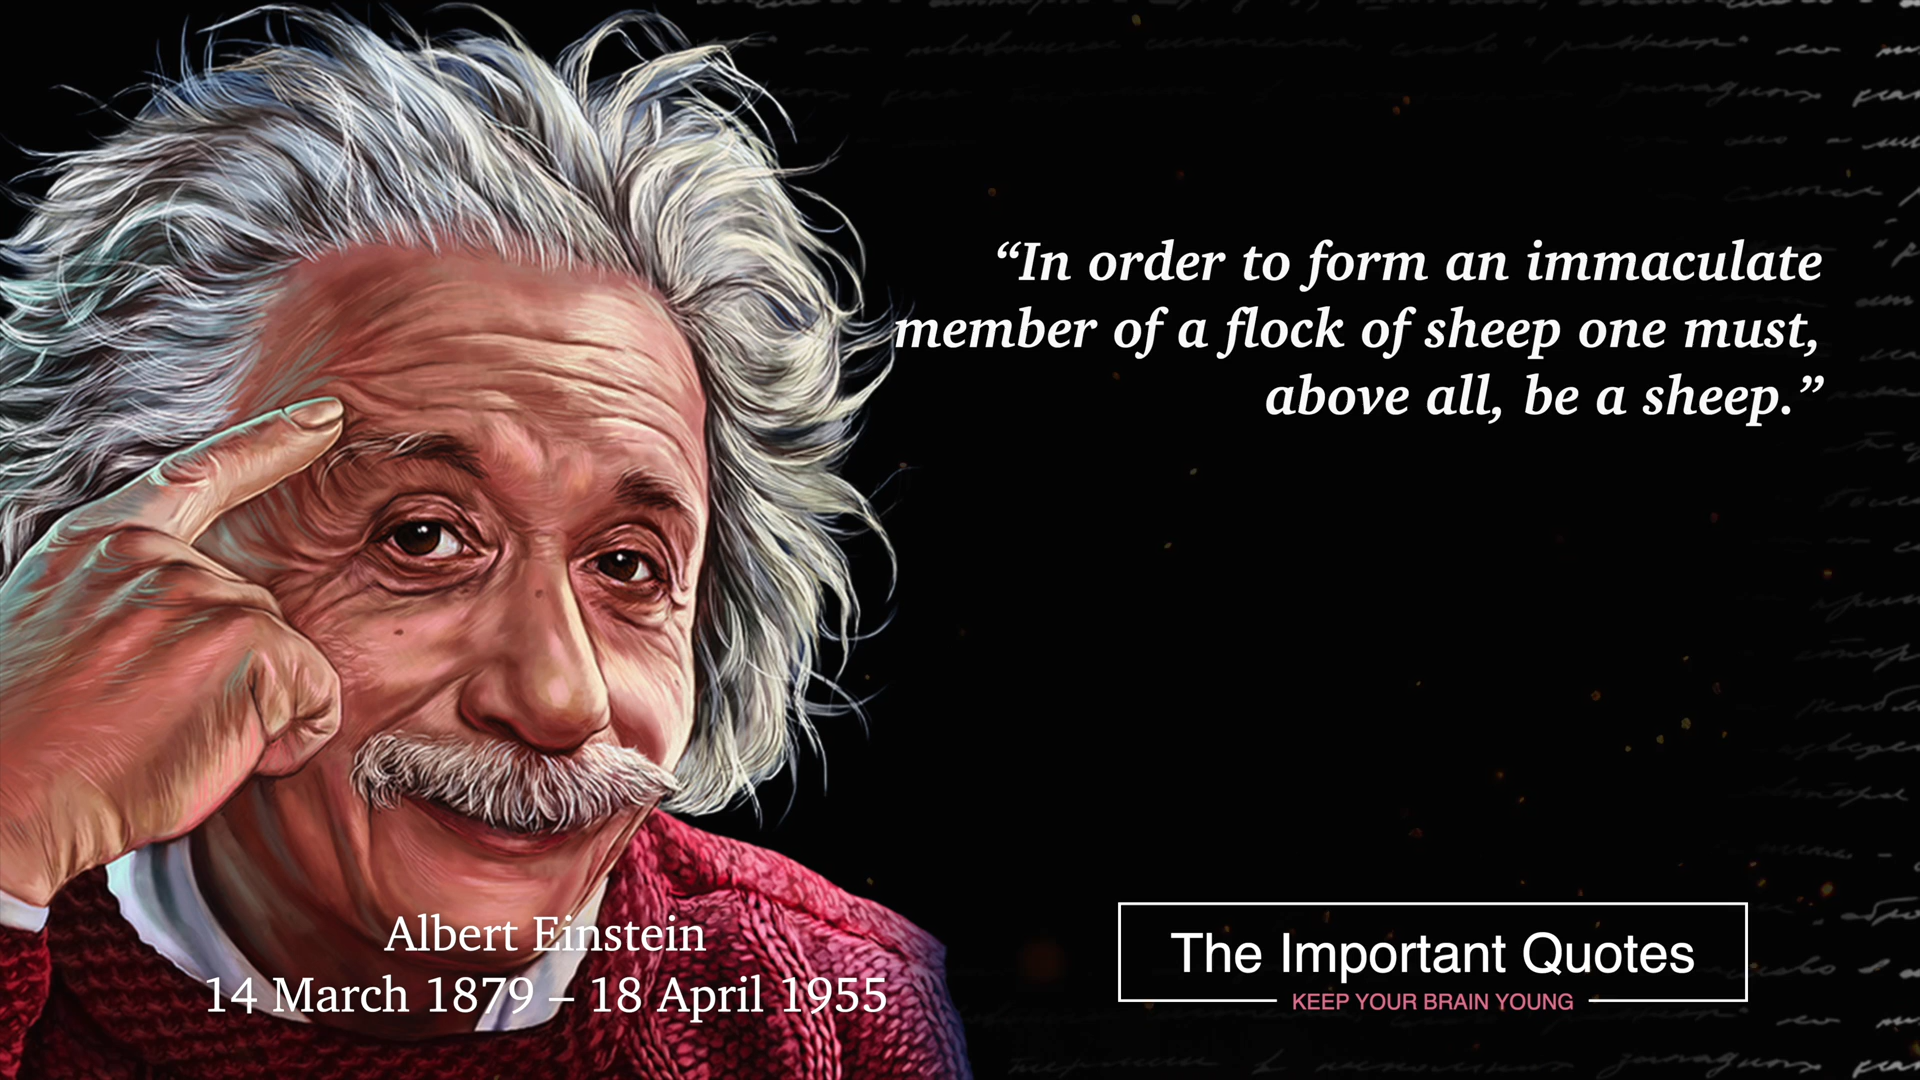 “In order to form an immaculate
member of a flock of sheep one must,
above all, be a sheep.”
Albert Einstein
14 March 1879 – 18 April 1955
The Important Quotes
KEEP YOUR BRAIN YOUNG